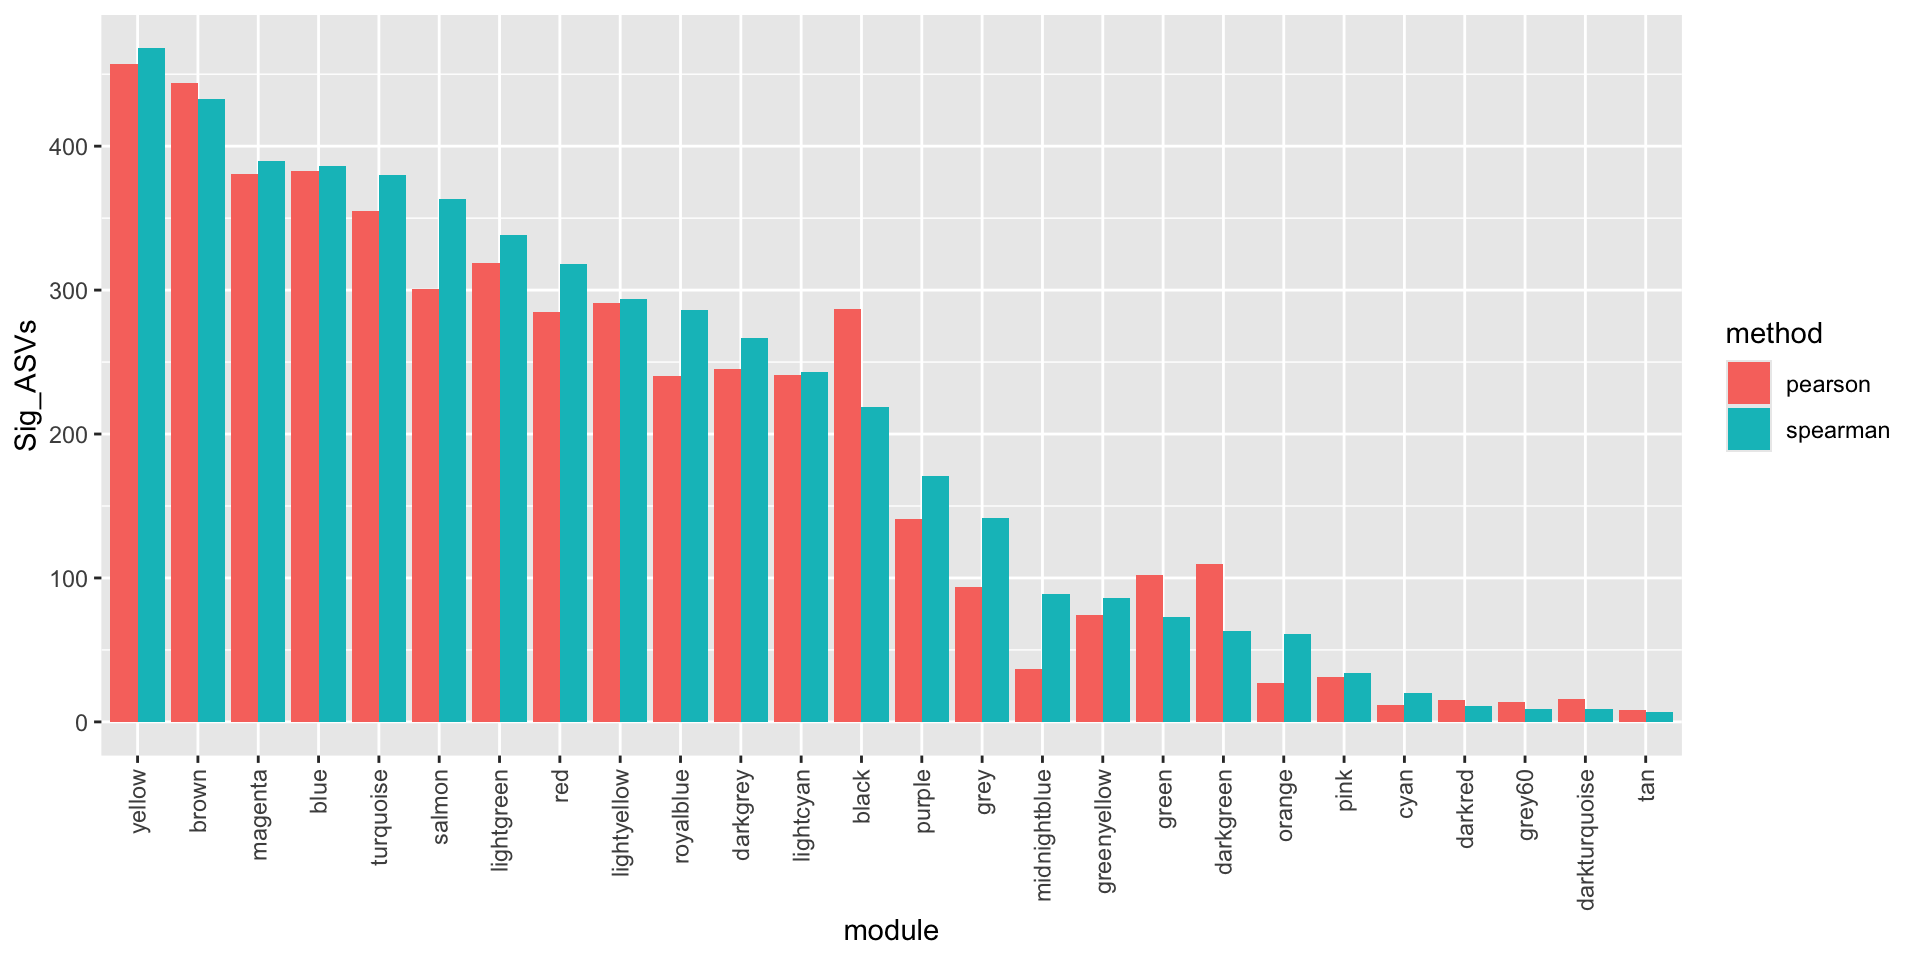 Sig_ASVs
400
300
200
100
0
yellow
brown
magenta
blue
turquoise
salmon
lightgreen
red
lightyellow
royalblue
darkgrey
lightcyan
black
purple
grey
midnightblue
greenyellow
green
darkgreen
orange
pink
cyan
darkred
grey60
darkturquoise
tan
module
method
pearson
spearman